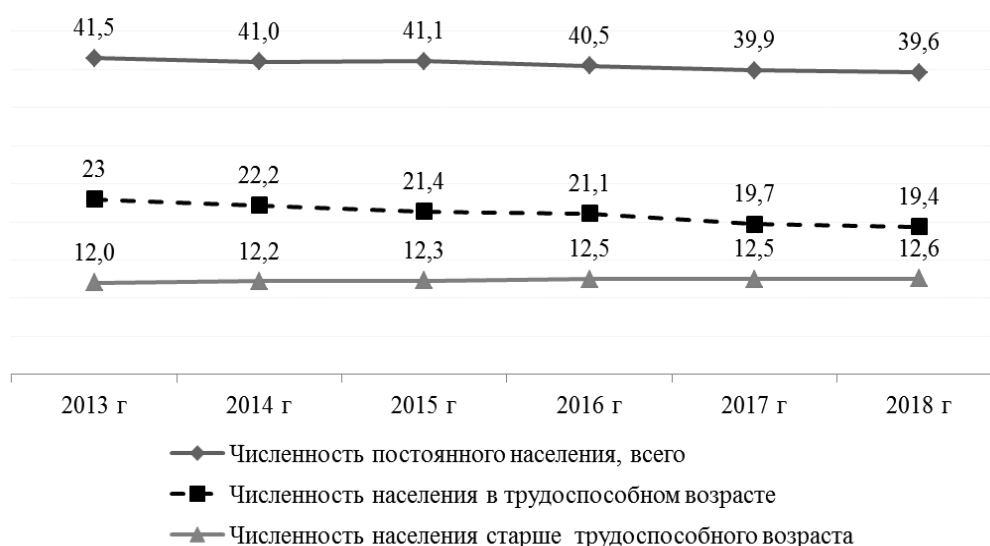 41,5 41,0 41,1 40,5 39,9 39,6
23 22,2 21,4 21,1 19,7 19,4
12,0 12,2 12,3 12,5 12,5 12,6
2013 г 2014 г 2015 г 2016 г 2017 г 2018 г
Численность постоянного населения, всего
Численность населения в трудоспособном возрасте
Численность населения старше трудоспособного возраста